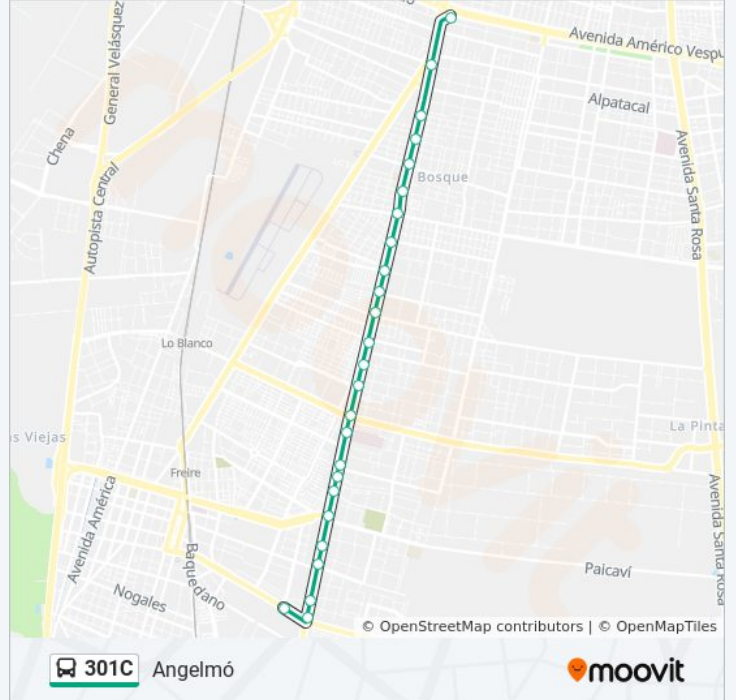 General Velásquez
Avenida Américo Vespu
Alpatacal
Chena
Avenida Santa Rosa
Bosque
Autopista Central
Lo Blanco
La Pinta
as Viejas
Freire
Avenida América
Avenida Santa Rosa
Baquedano
Paicaví
Nogales
© OpenStreetMap contributors | © OpenMapTiles
301C Angelmó
moovit